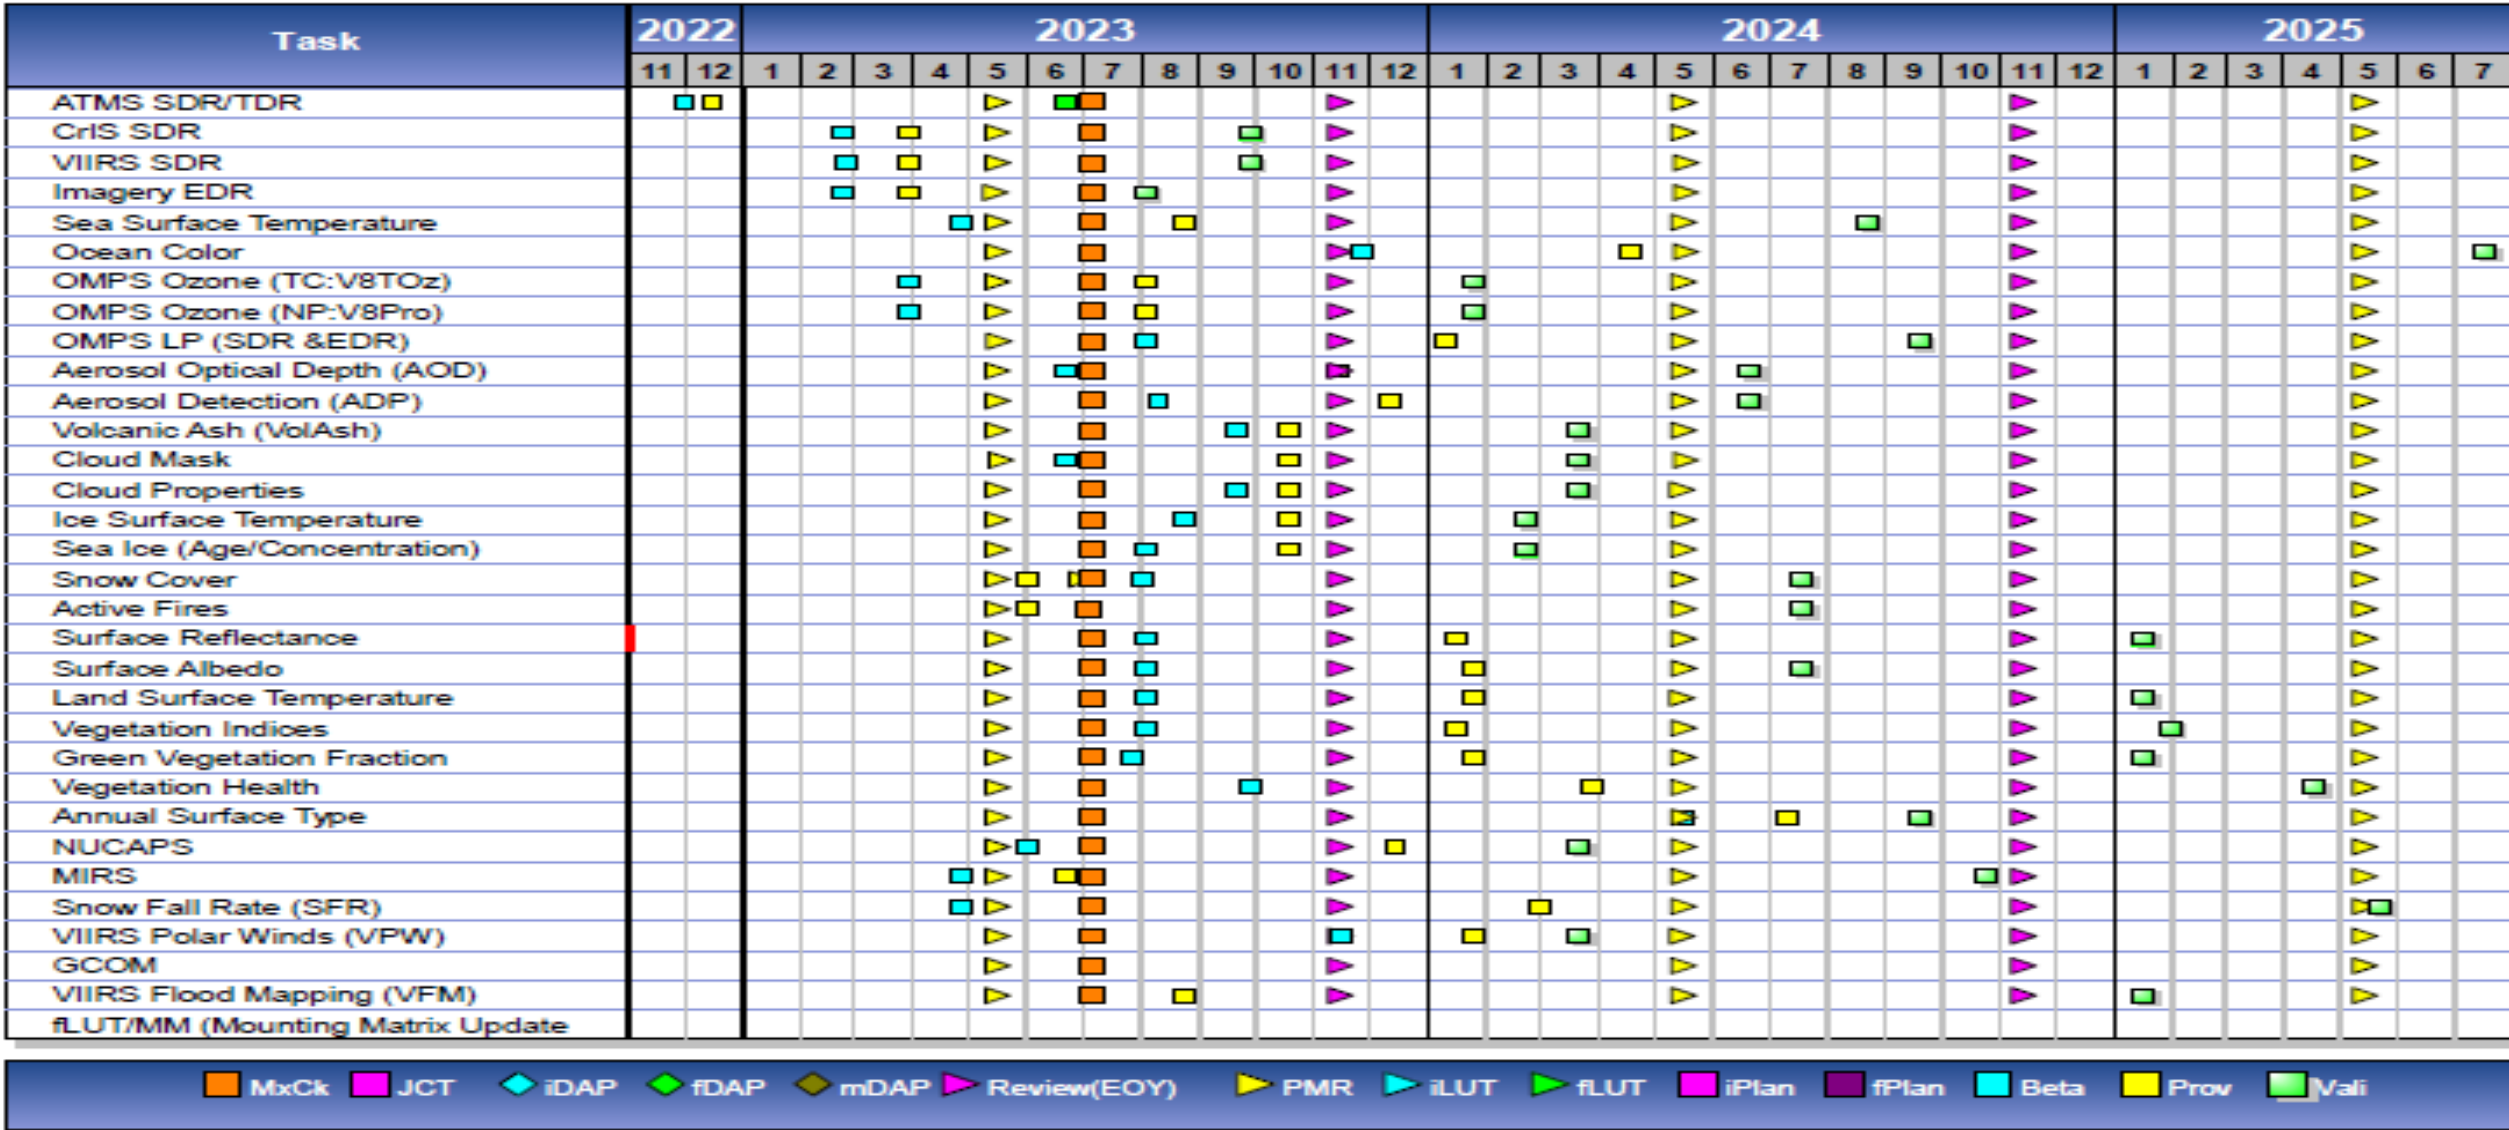 Task 2022 2023 2024 2025
11 12 1 2 3 4 5 6 7 8 9 10 11 12 1 2 3 4 5 6 7 8 9 10 11 12 1 2 3 4 5 6 7
ATMS SDR/TDR
CrIS SDR
VIIRS SDR
Imagery EDR
Sea Surface Temperature
Ocean Color
OMPS Ozone (TC:V8TOz)
OMPS Ozone (NP:V8Pro)
OMPS LP (SDR &EDR)
Aerosol Optical Depth (AOD)
Aerosol Detection (ADP)
Volcanic Ash (VolAsh)
Cloud Mask
Cloud Properties
Ice Surface Temperature
Sea Ice (Age/Concentration)
Snow Cover
Active Fires
Surface Reflectance
Surface Albedo
Land Surface Temperature
Vegetation Indices
Green Vegetation Fraction
Vegetation Health
Annual Surface Type
NUCAPS
MIRS
Snow Fall Rate (SFR)
VIIRS Polar Winds (VPW)
GCOM
VIIRS Flood Mapping (VFM)
fLUT/MM (Mounting Matrix Update
MxCk JCT iDAP fDAP mDAP Review(EOY) PMR iLUT fLUT iPlan fPlan Beta Prov Vali